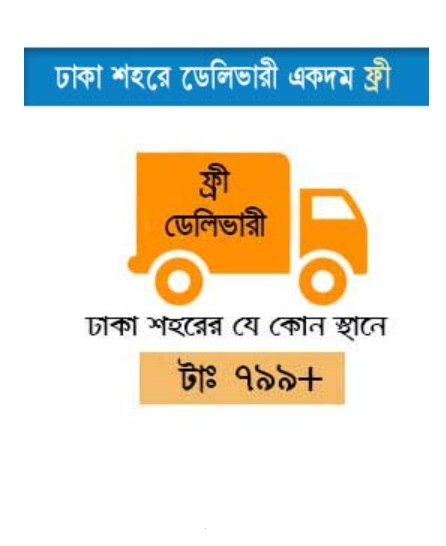 ঢাকা শহরে ডেলিভারী একদম ফ্রী
ফ্রী
ডেলিভারী
ঢাকা শহরের যে কোন স্থানে
টাঃ ৭৯৯+